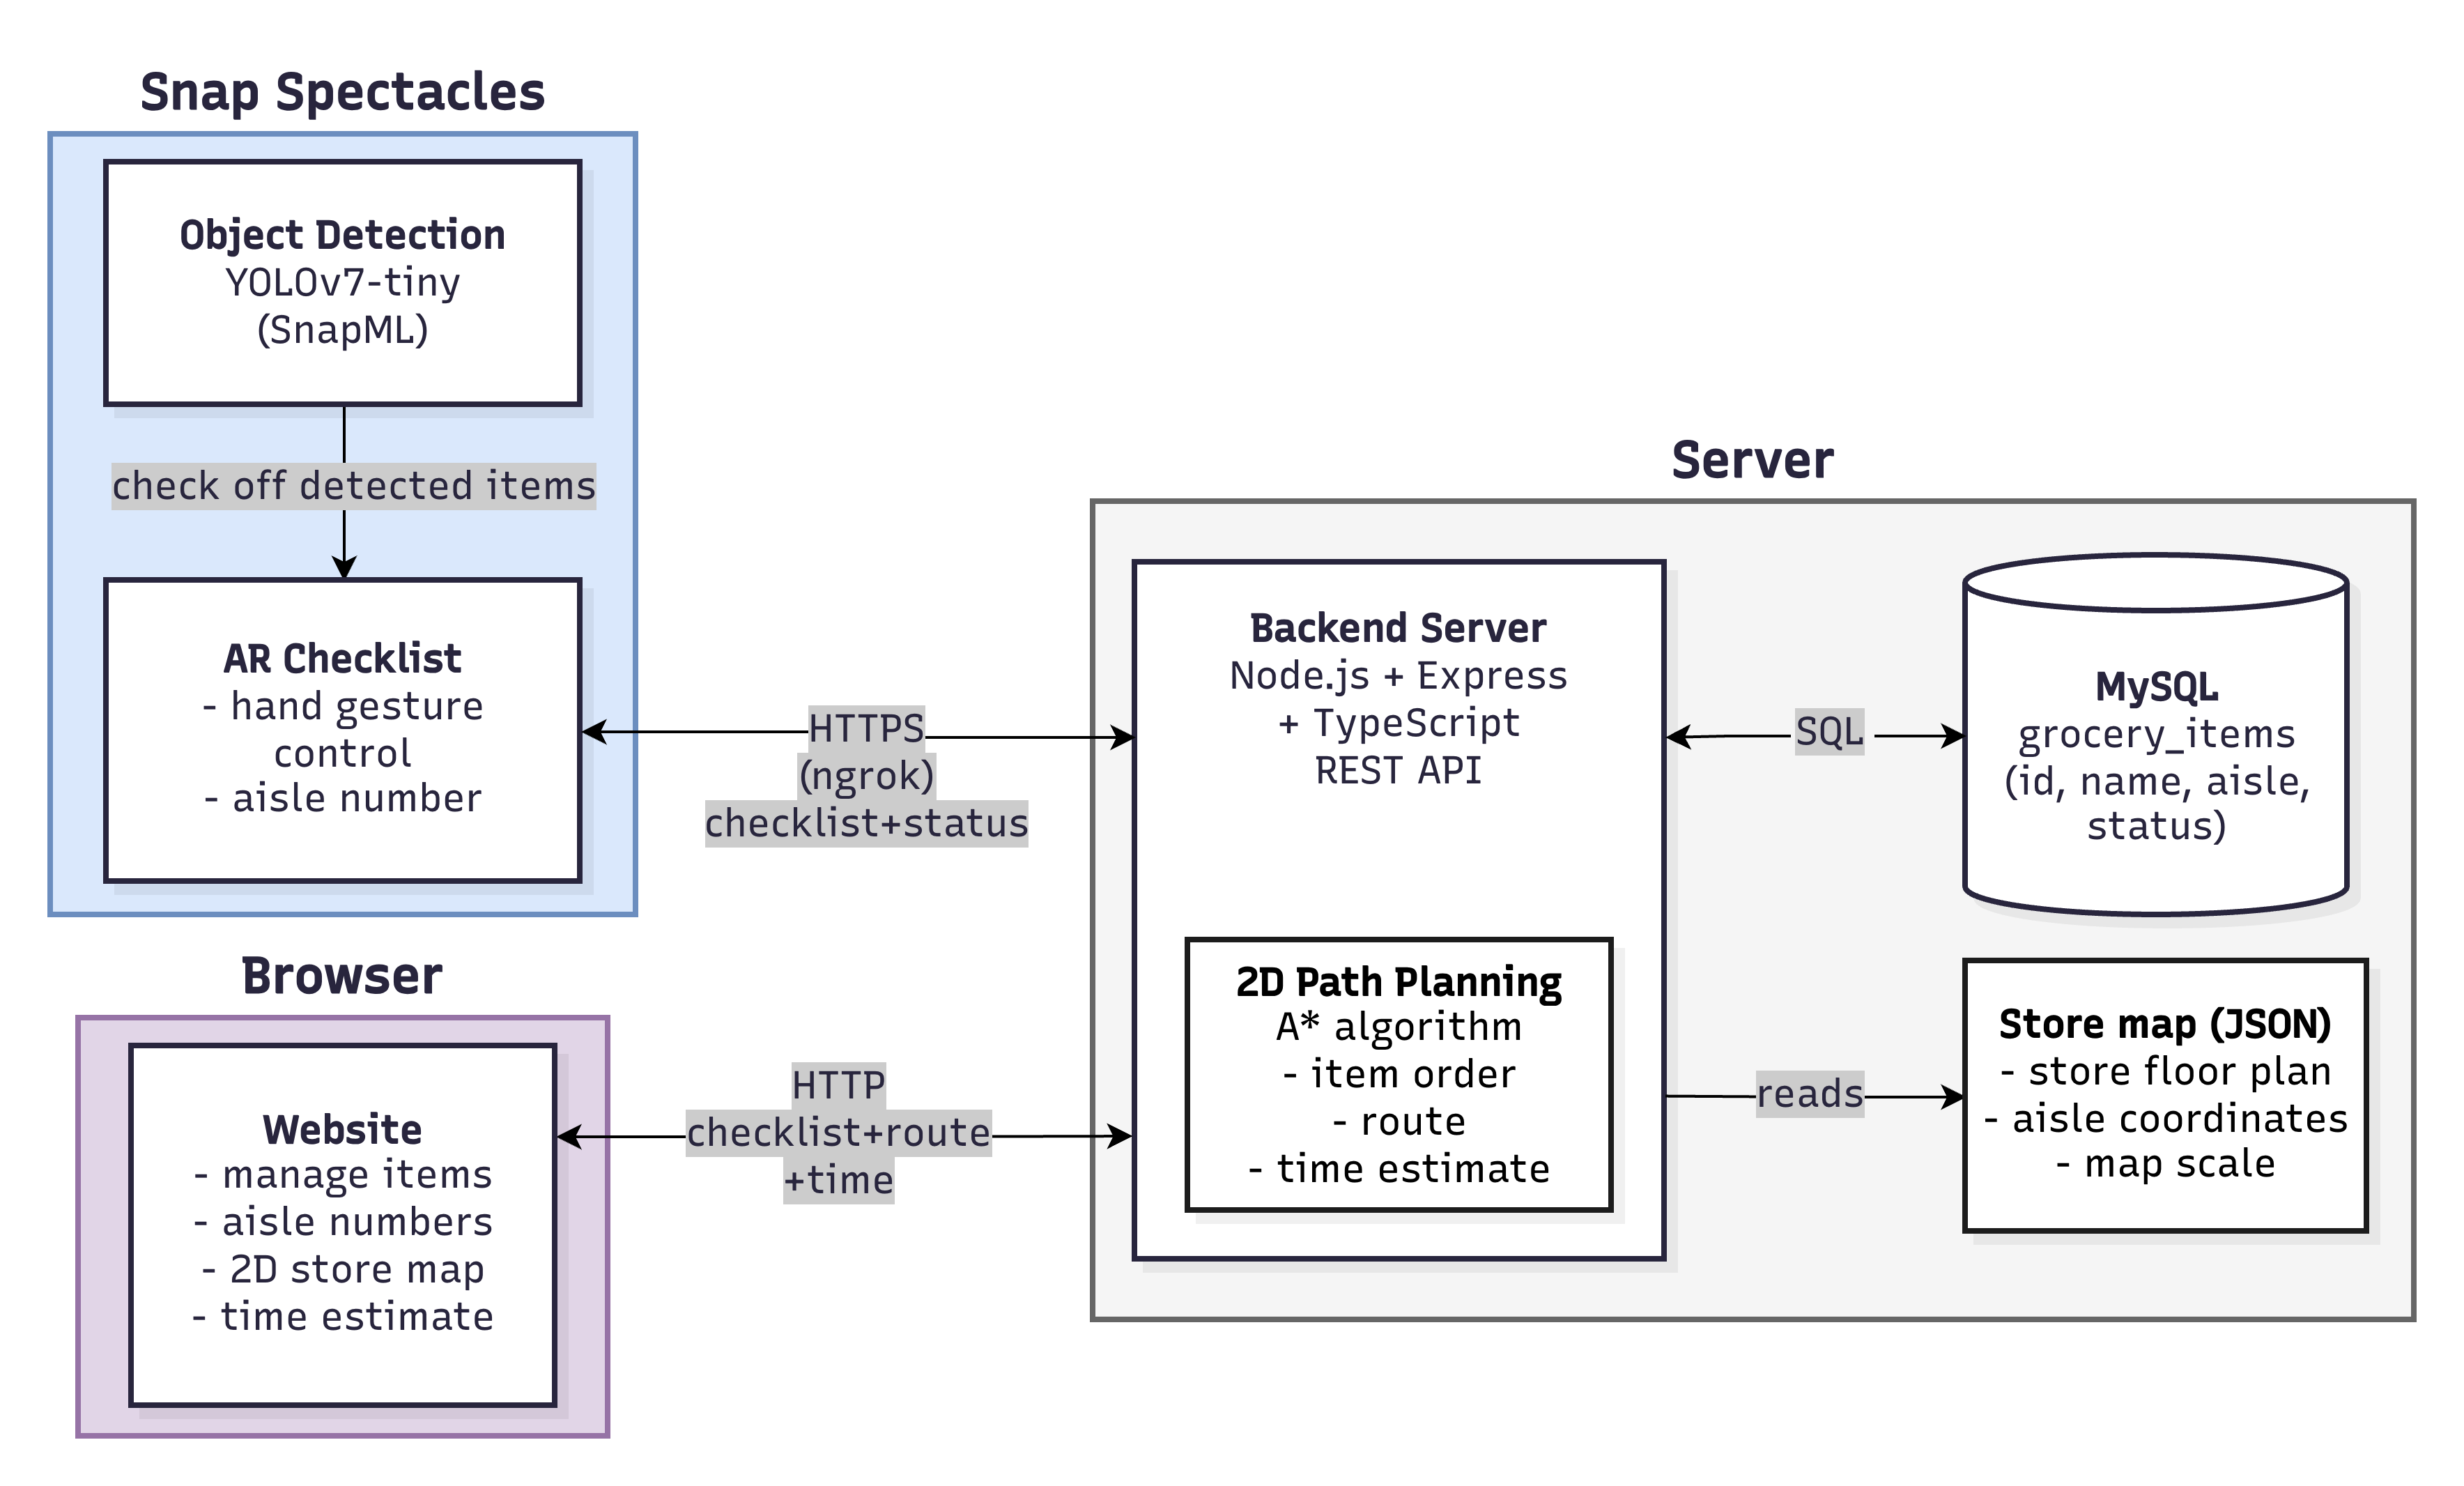 Snap Spectacles
Object Detection
YOLOv7-tiny
(SnapML)
check off detected items
AR Checklist
- hand gesture
control
- aisle number
HTTPS
(ngrok)
checklist+status
Browser
Website
- manage items
- aisle numbers
- 2D store map
- time estimate
HTTP
checklist+route
+time
Server
Backend Server
Node.js + Express
+ TypeScript
REST API
2D Path Planning
A* algorithm
- item order
- route
- time estimate
SQL
MySQL
grocery_items
(id, name, aisle,
status)
reads
Store map (JSON)
- store floor plan
- aisle coordinates
- map scale